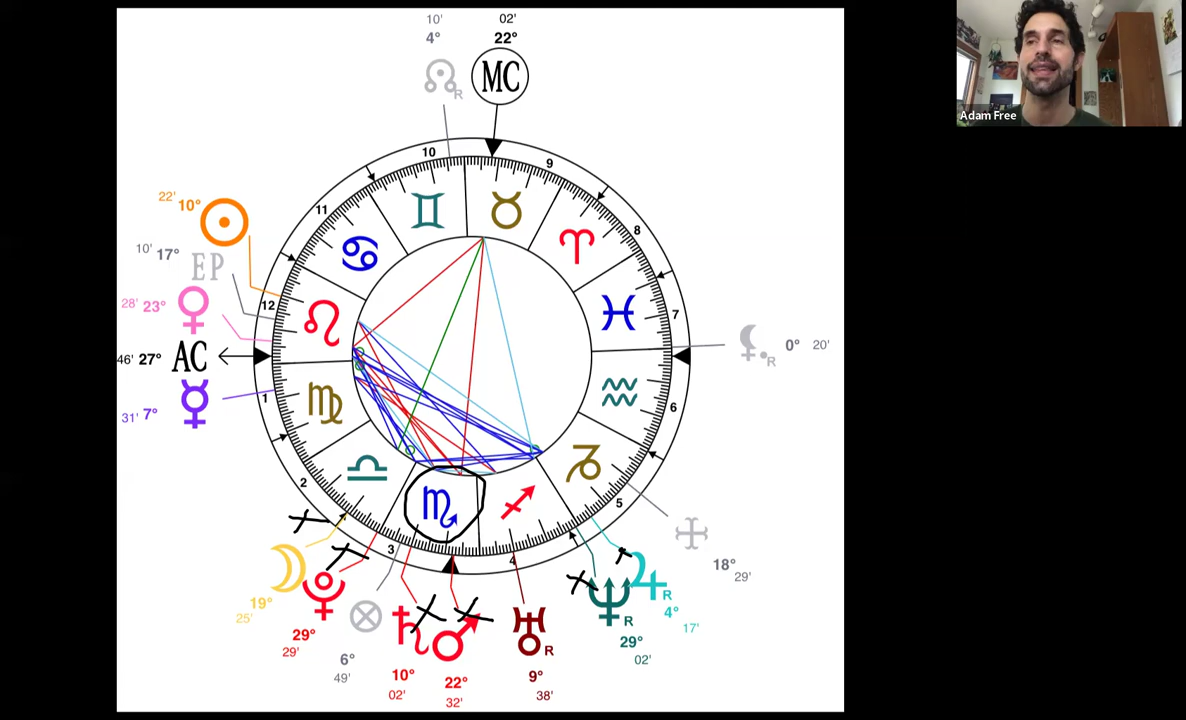 10' 02'
4° 22°
R MC
Adam Free
10 9
22' 10° 11 8
10' 17° EP
28' 23° 12 7
46' 27° AC R 0° 20'
31' 7° 1 6
2 5
3 4
19° 25'
29° 29'
6° 49'
10° 02'
22° 32'
R 9° 38'
R 29° 02'
R 4° 17'
18° 29'